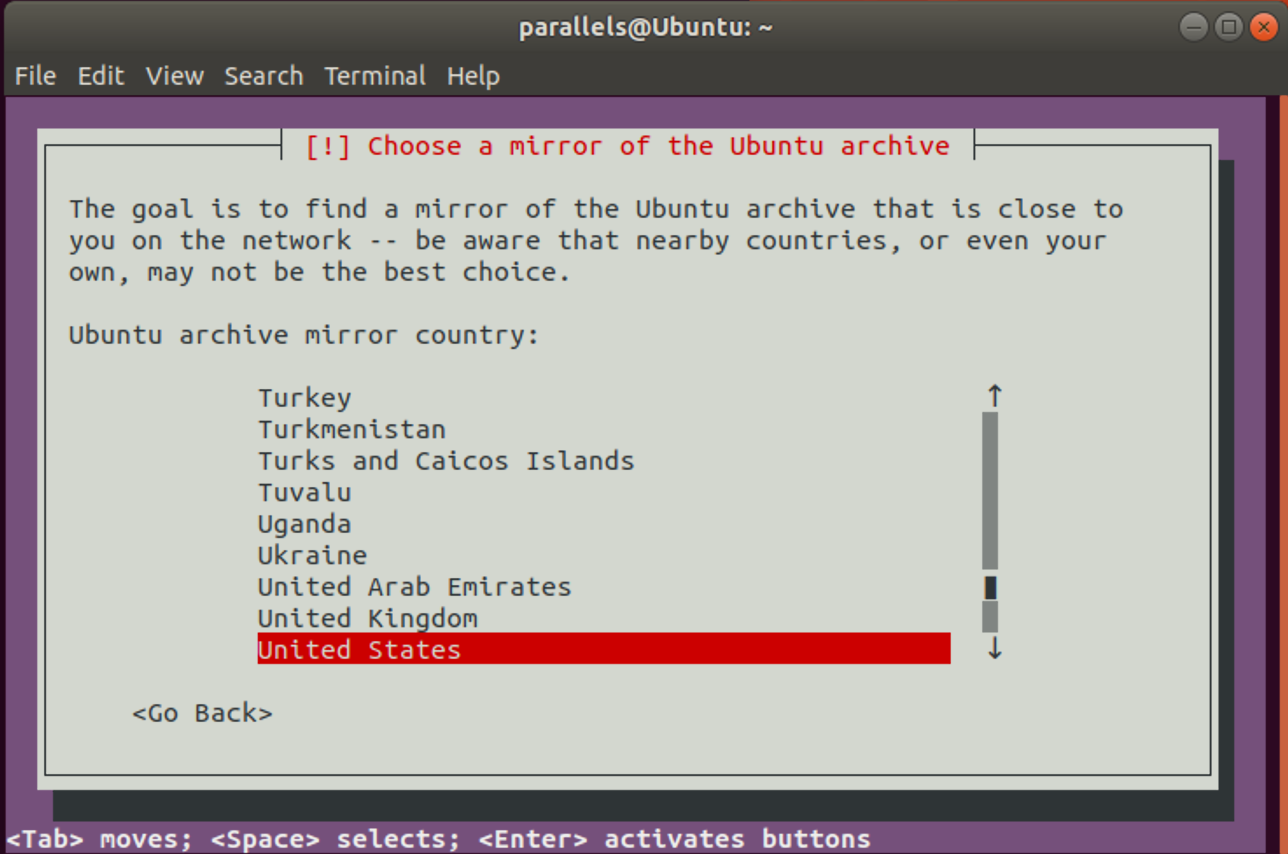 parallels@Ubuntu: ~
File Edit View Search Terminal Help
[!] Choose a mirror of the Ubuntu archive
The goal is to find a mirror of the Ubuntu archive that is close to
you on the network -- be aware that nearby countries, or even your
own, may not be the best choice.
Ubuntu archive mirror country:
Turkey
Turkmenistan
Turks and Caicos Islands
Tuvalu
Uganda
Ukraine
United Arab Emirates
United Kingdom
United States
<Go Back>
<Tab> moves; <Space> selects; <Enter> activates buttons